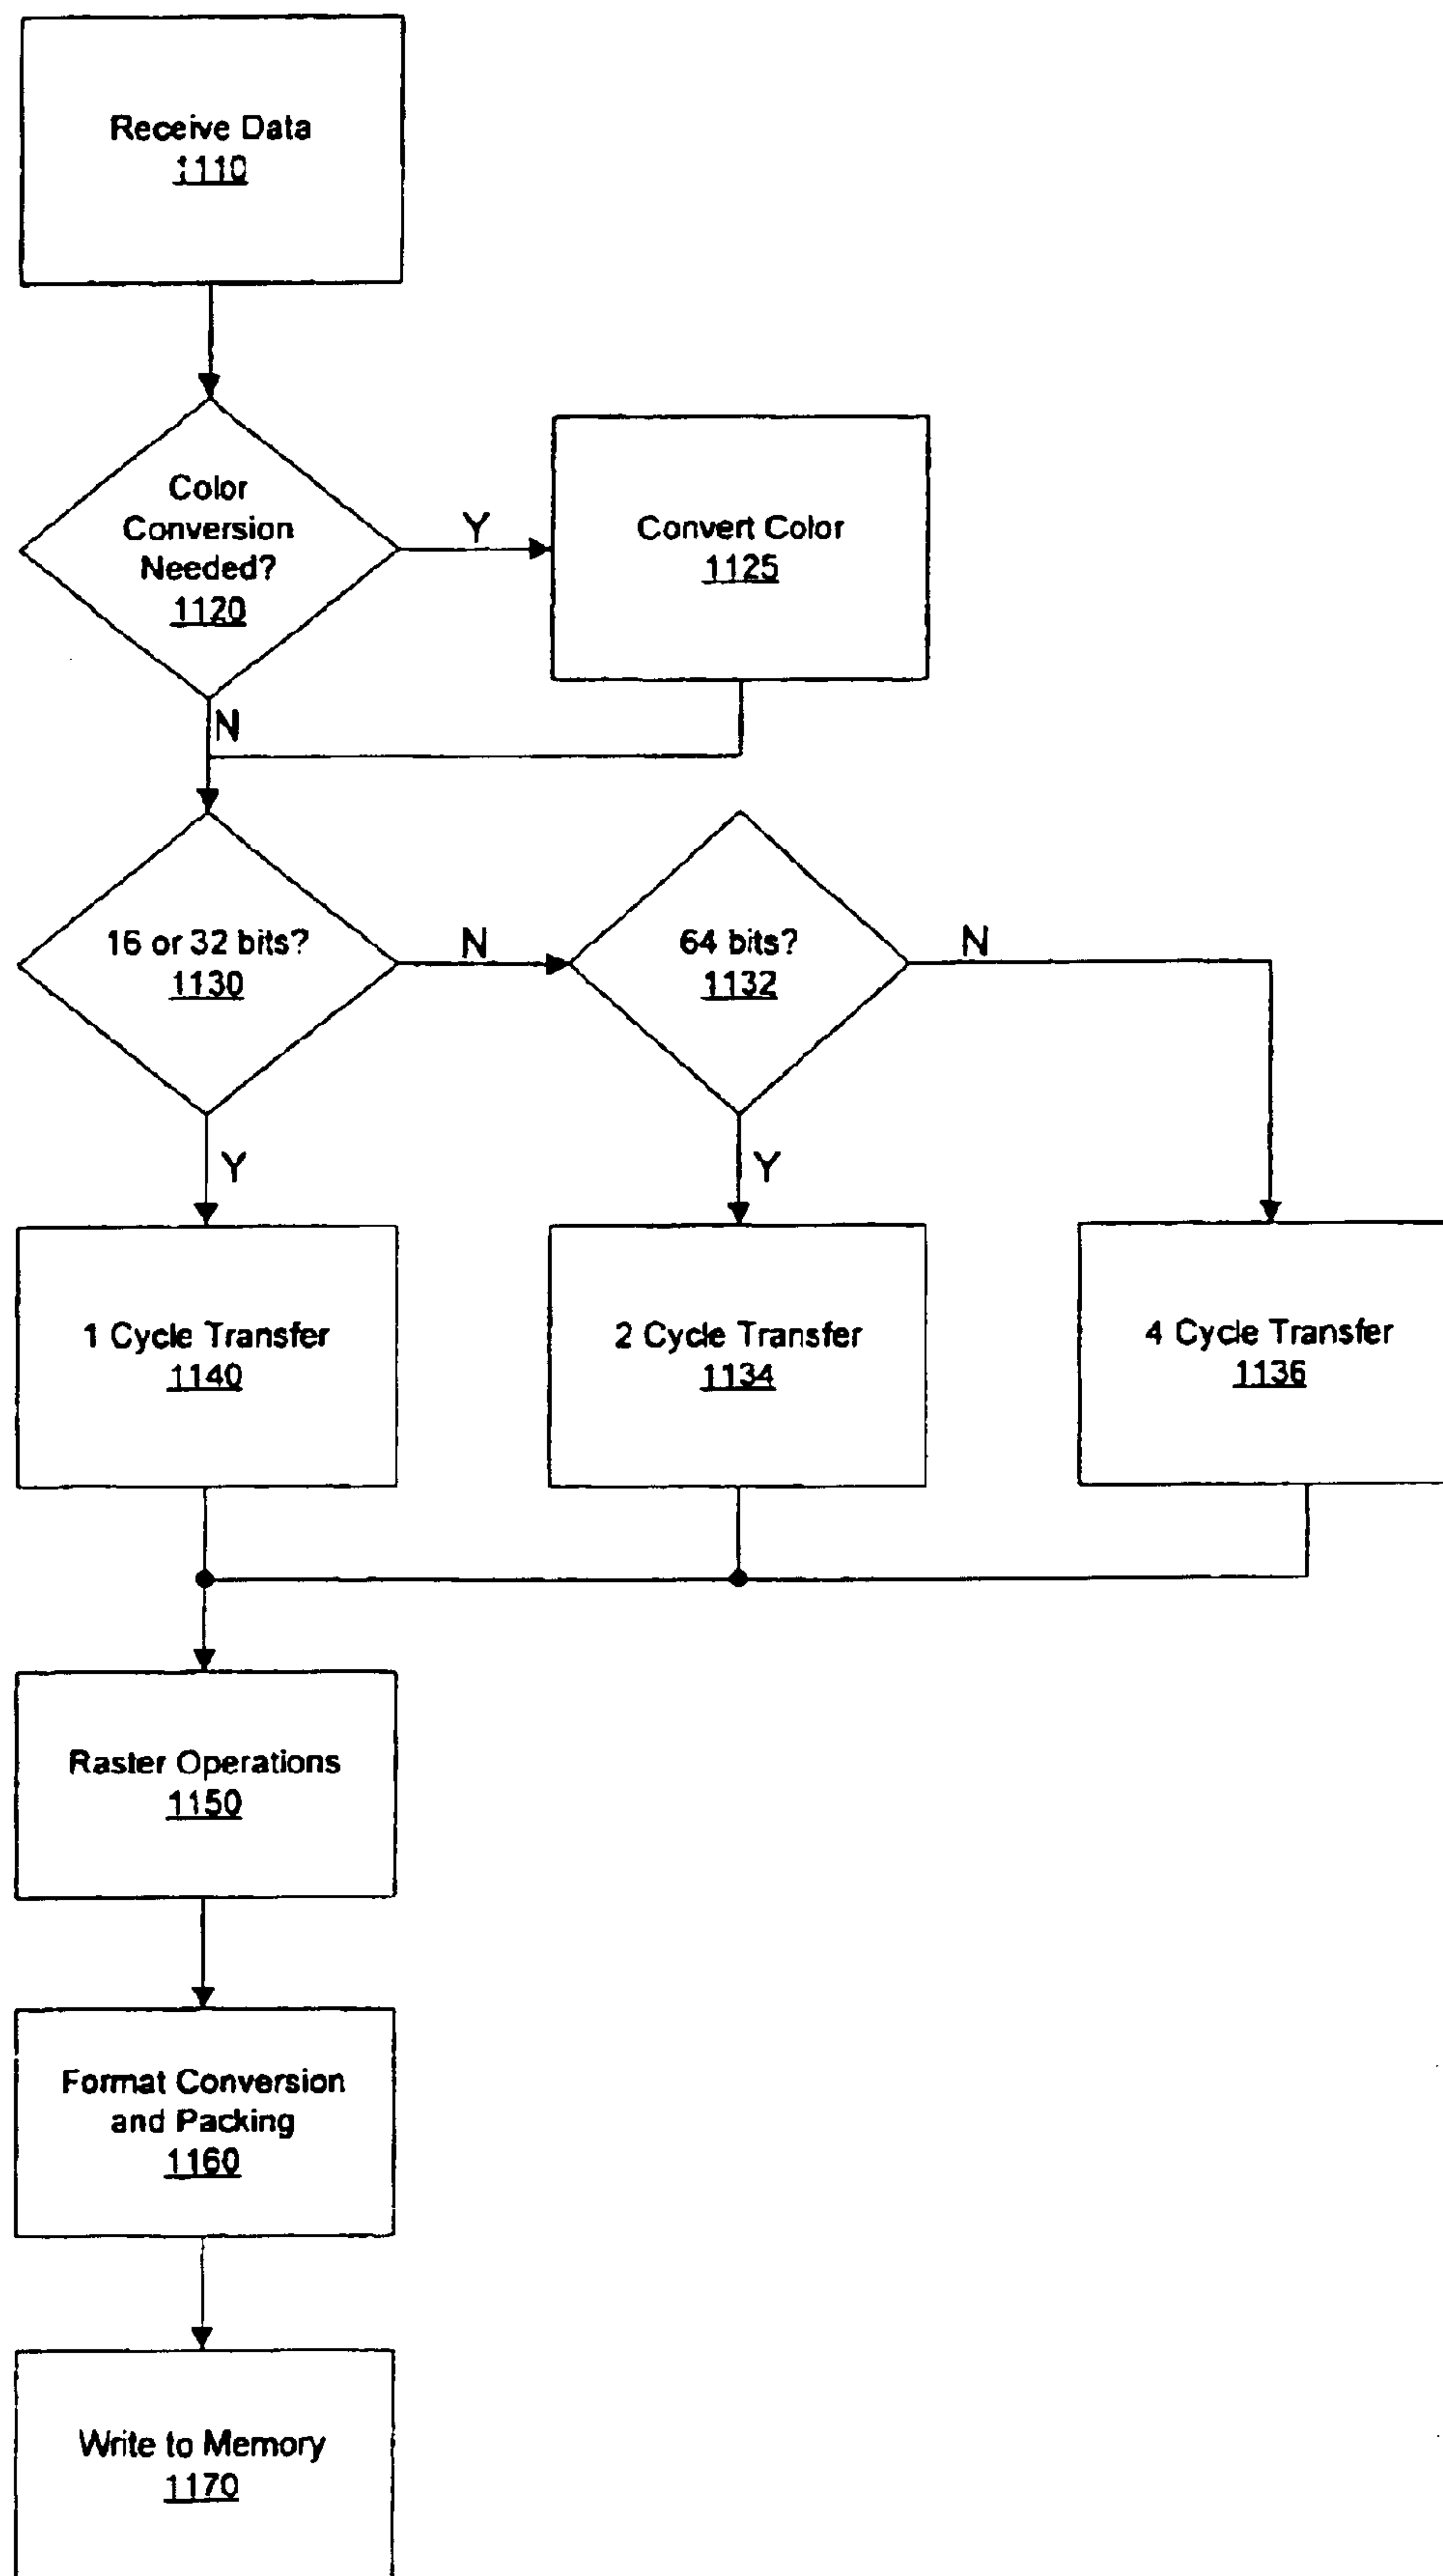 Receive Data
1110
Color
Conversion
Needed?
1120
Y
Convert Color
1125
N
16 or 32 bits?
1130
N
64 bits?
1132
N
Y
Y
1 Cycle Transfer
1140
2 Cycle Transfer
1134
4 Cycle Transfer
1136
Raster Operations
1150
Format Conversion
and Packing
1160
Write to Memory
1170